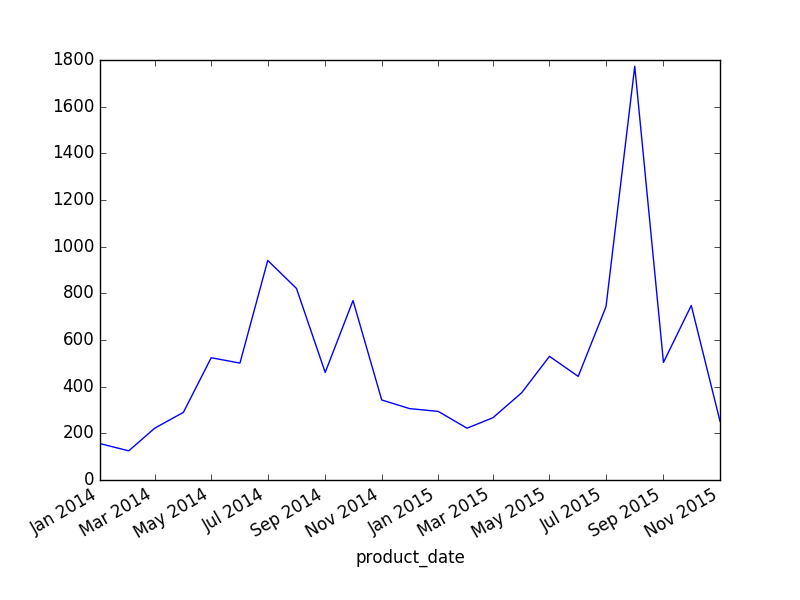 1800
1600
1400
1200
1000
800
600
400
200
0
Jan 2014
Mar 2014
May 2014
Jul 2014
Sep 2014
Nov 2014
Jan 2015
Mar 2015
May 2015
Jul 2015
Sep 2015
Nov 2015
product_date